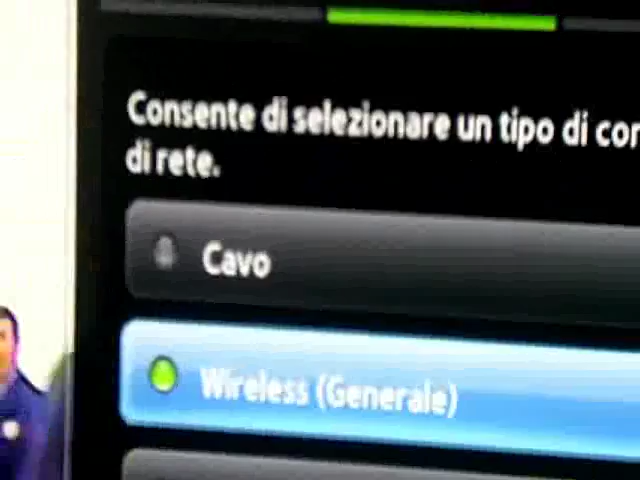 Consente di selezionare un tipo di
di rete.
Cavo
Wireless (Generale)